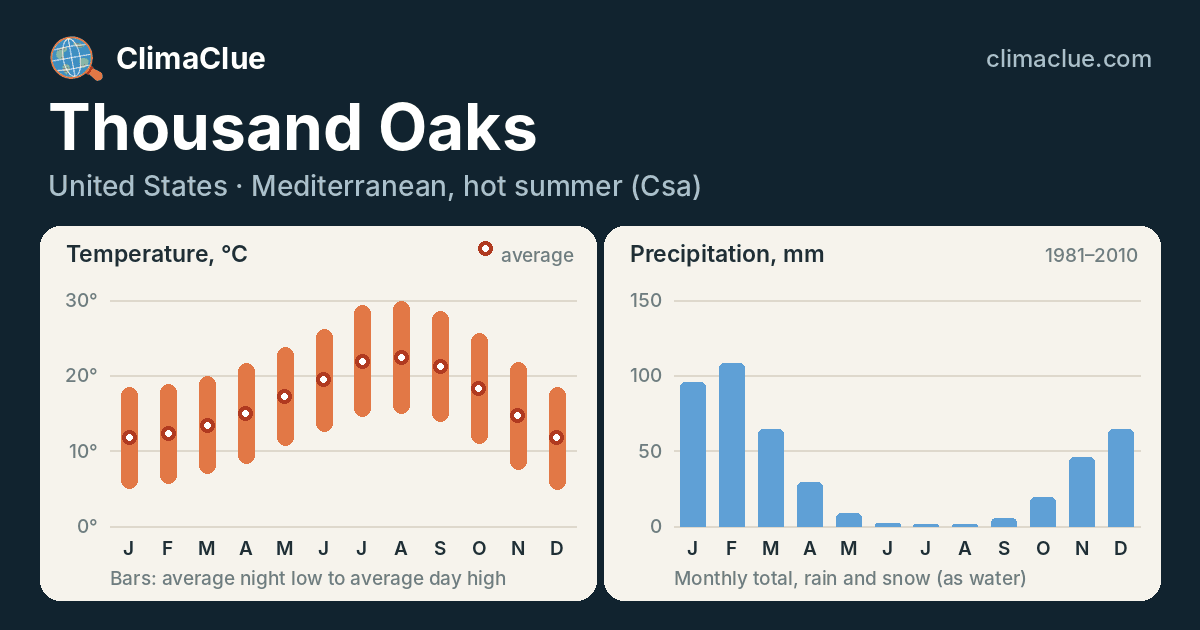 ClimaClue
climaclue.com
Thousand Oaks
United States · Mediterranean, hot summer (Csa)
Temperature, °C
average
30°
20°
10°
0°
J F M A M J J A S O N D
Bars: average night low to average day high
Precipitation, mm
1981–2010
150
100
50
0
J F M A M J J A S O N D
Monthly total, rain and snow (as water)